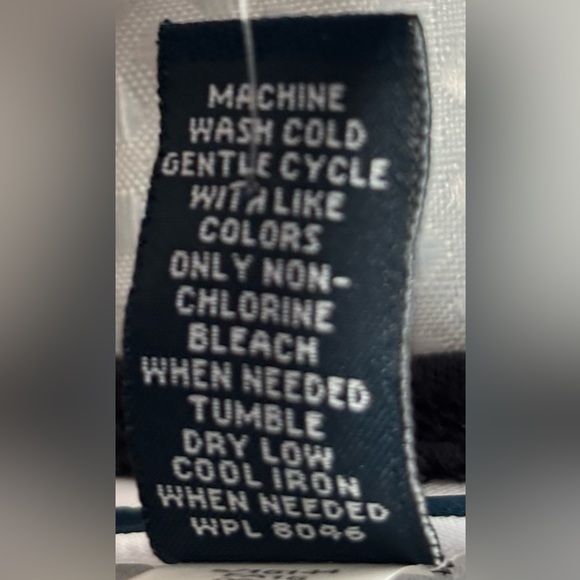 MACHINE
WASH COLD
GENTLE CYCLE
WITH LIKE
COLORS
ONLY NON-
CHLORINE
BLEACH
WHEN NEEDED
TUMBLE
DRY LOW
COOL IRON
WHEN NEEDED
WPL 8046